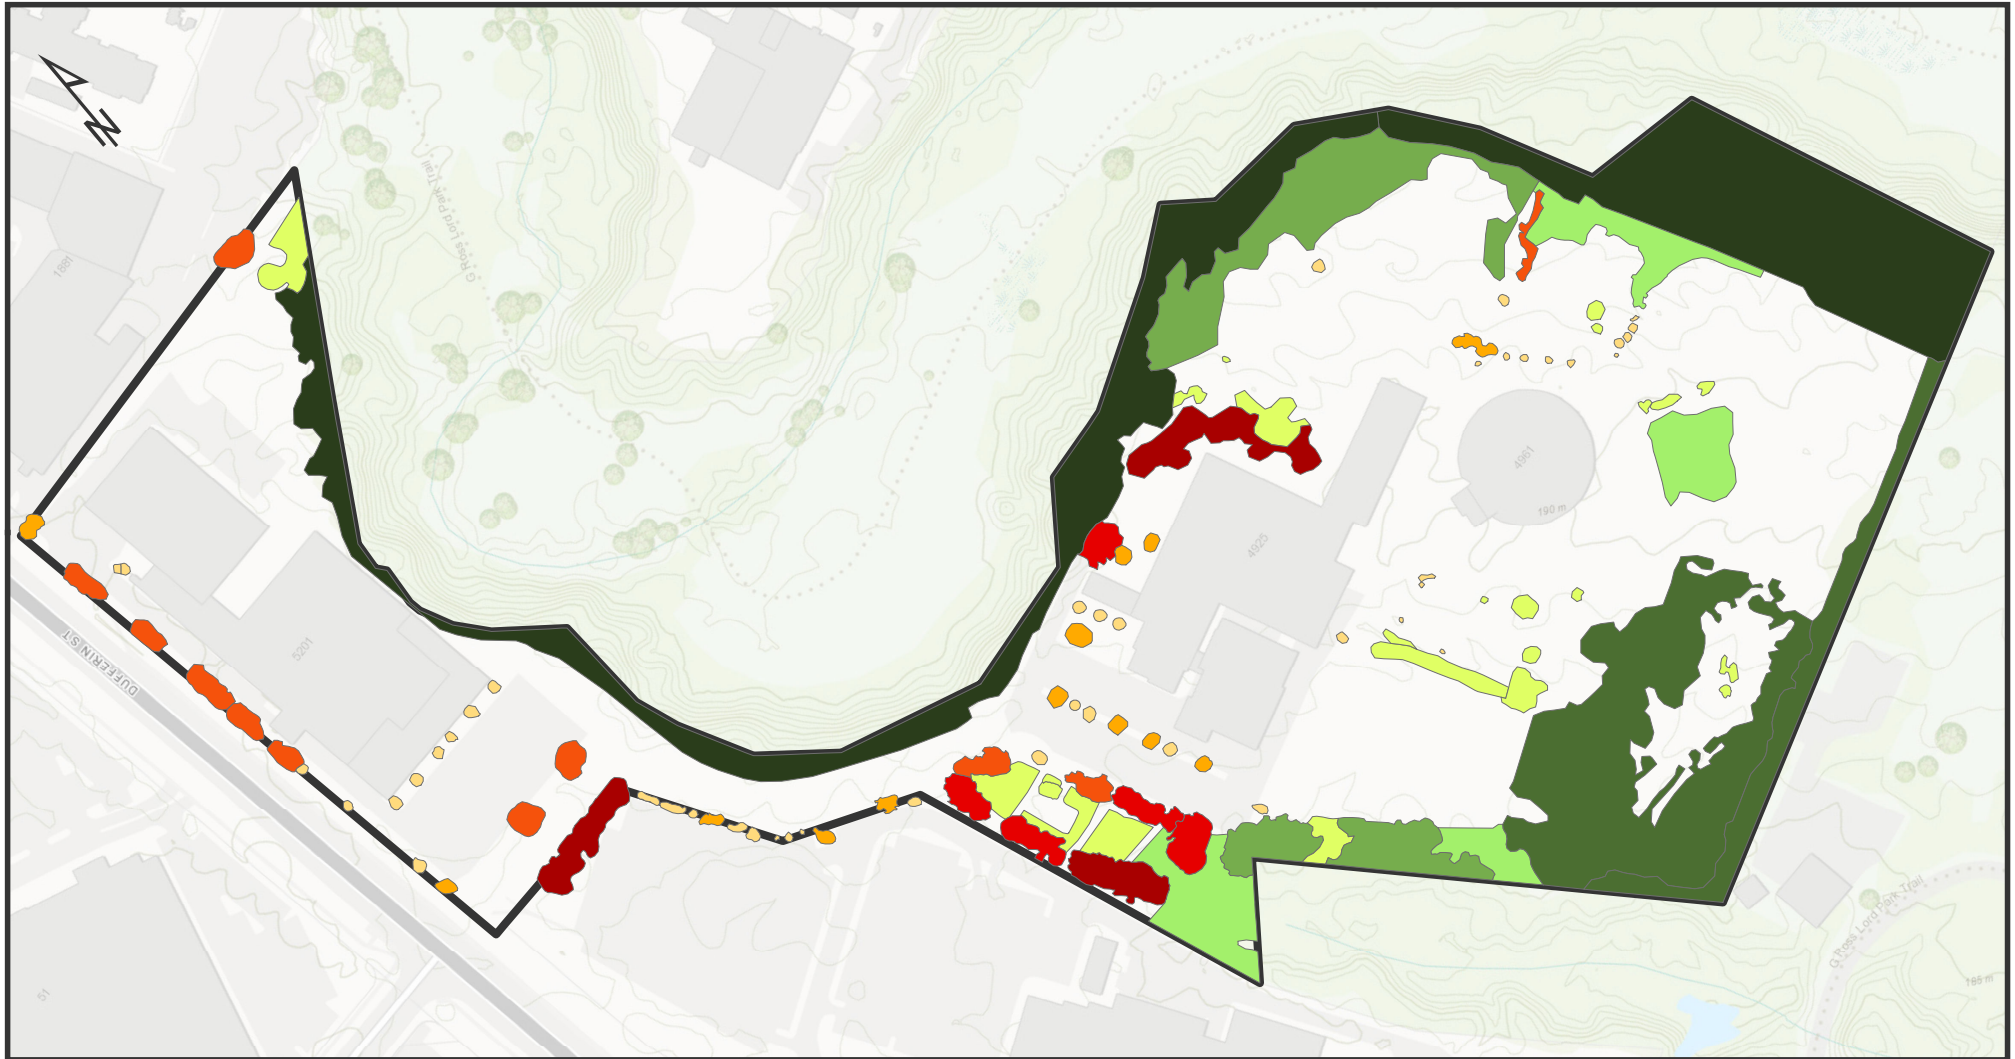 N
1881
G Ross Lord Park Trail
4961
190 m
4925
DUFFERIN ST
5201
51
G Ross Lord Park Trail
185 m